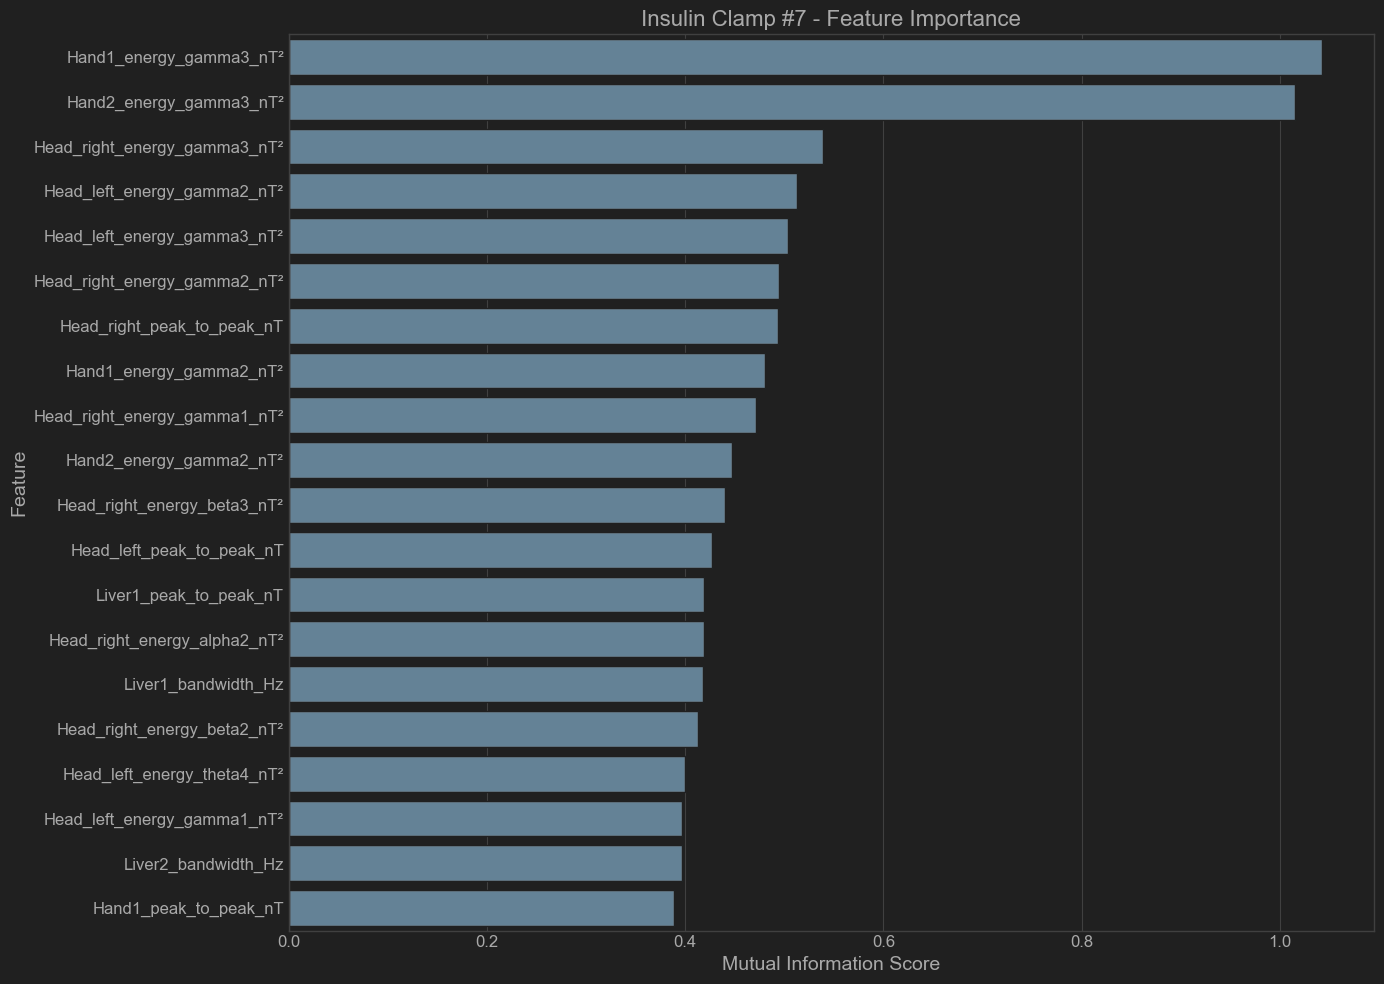 Insulin Clamp #7 - Feature Importance
Hand1_energy_gamma3_nT²
Hand2_energy_gamma3_nT²
Head_right_energy_gamma3_nT²
Head_left_energy_gamma2_nT²
Head_left_energy_gamma3_nT²
Head_right_energy_gamma2_nT²
Head_right_peak_to_peak_nT
Hand1_energy_gamma2_nT²
Head_right_energy_gamma1_nT²
Hand2_energy_gamma2_nT²
Head_right_energy_beta3_nT²
Head_left_peak_to_peak_nT
Liver1_peak_to_peak_nT
Head_right_energy_alpha2_nT²
Liver1_bandwidth_Hz
Head_right_energy_beta2_nT²
Head_left_energy_theta4_nT²
Head_left_energy_gamma1_nT²
Liver2_bandwidth_Hz
Hand1_peak_to_peak_nT
Feature
0.0 0.2 0.4 0.6 0.8 1.0
Mutual Information Score